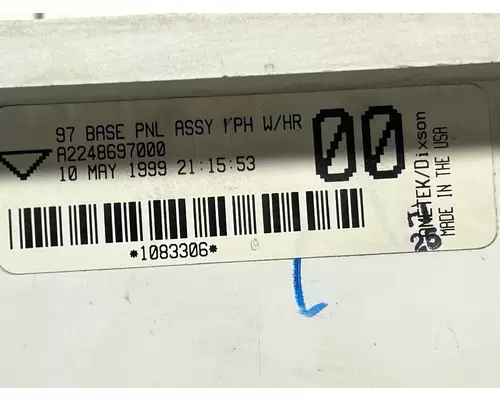 97 BASE PNL ASSY MPH W/HR
A2248697000
10 MAY 1999 21:15:53
00
*1083306*
AMETEK/Dixson
MADE IN THE USA